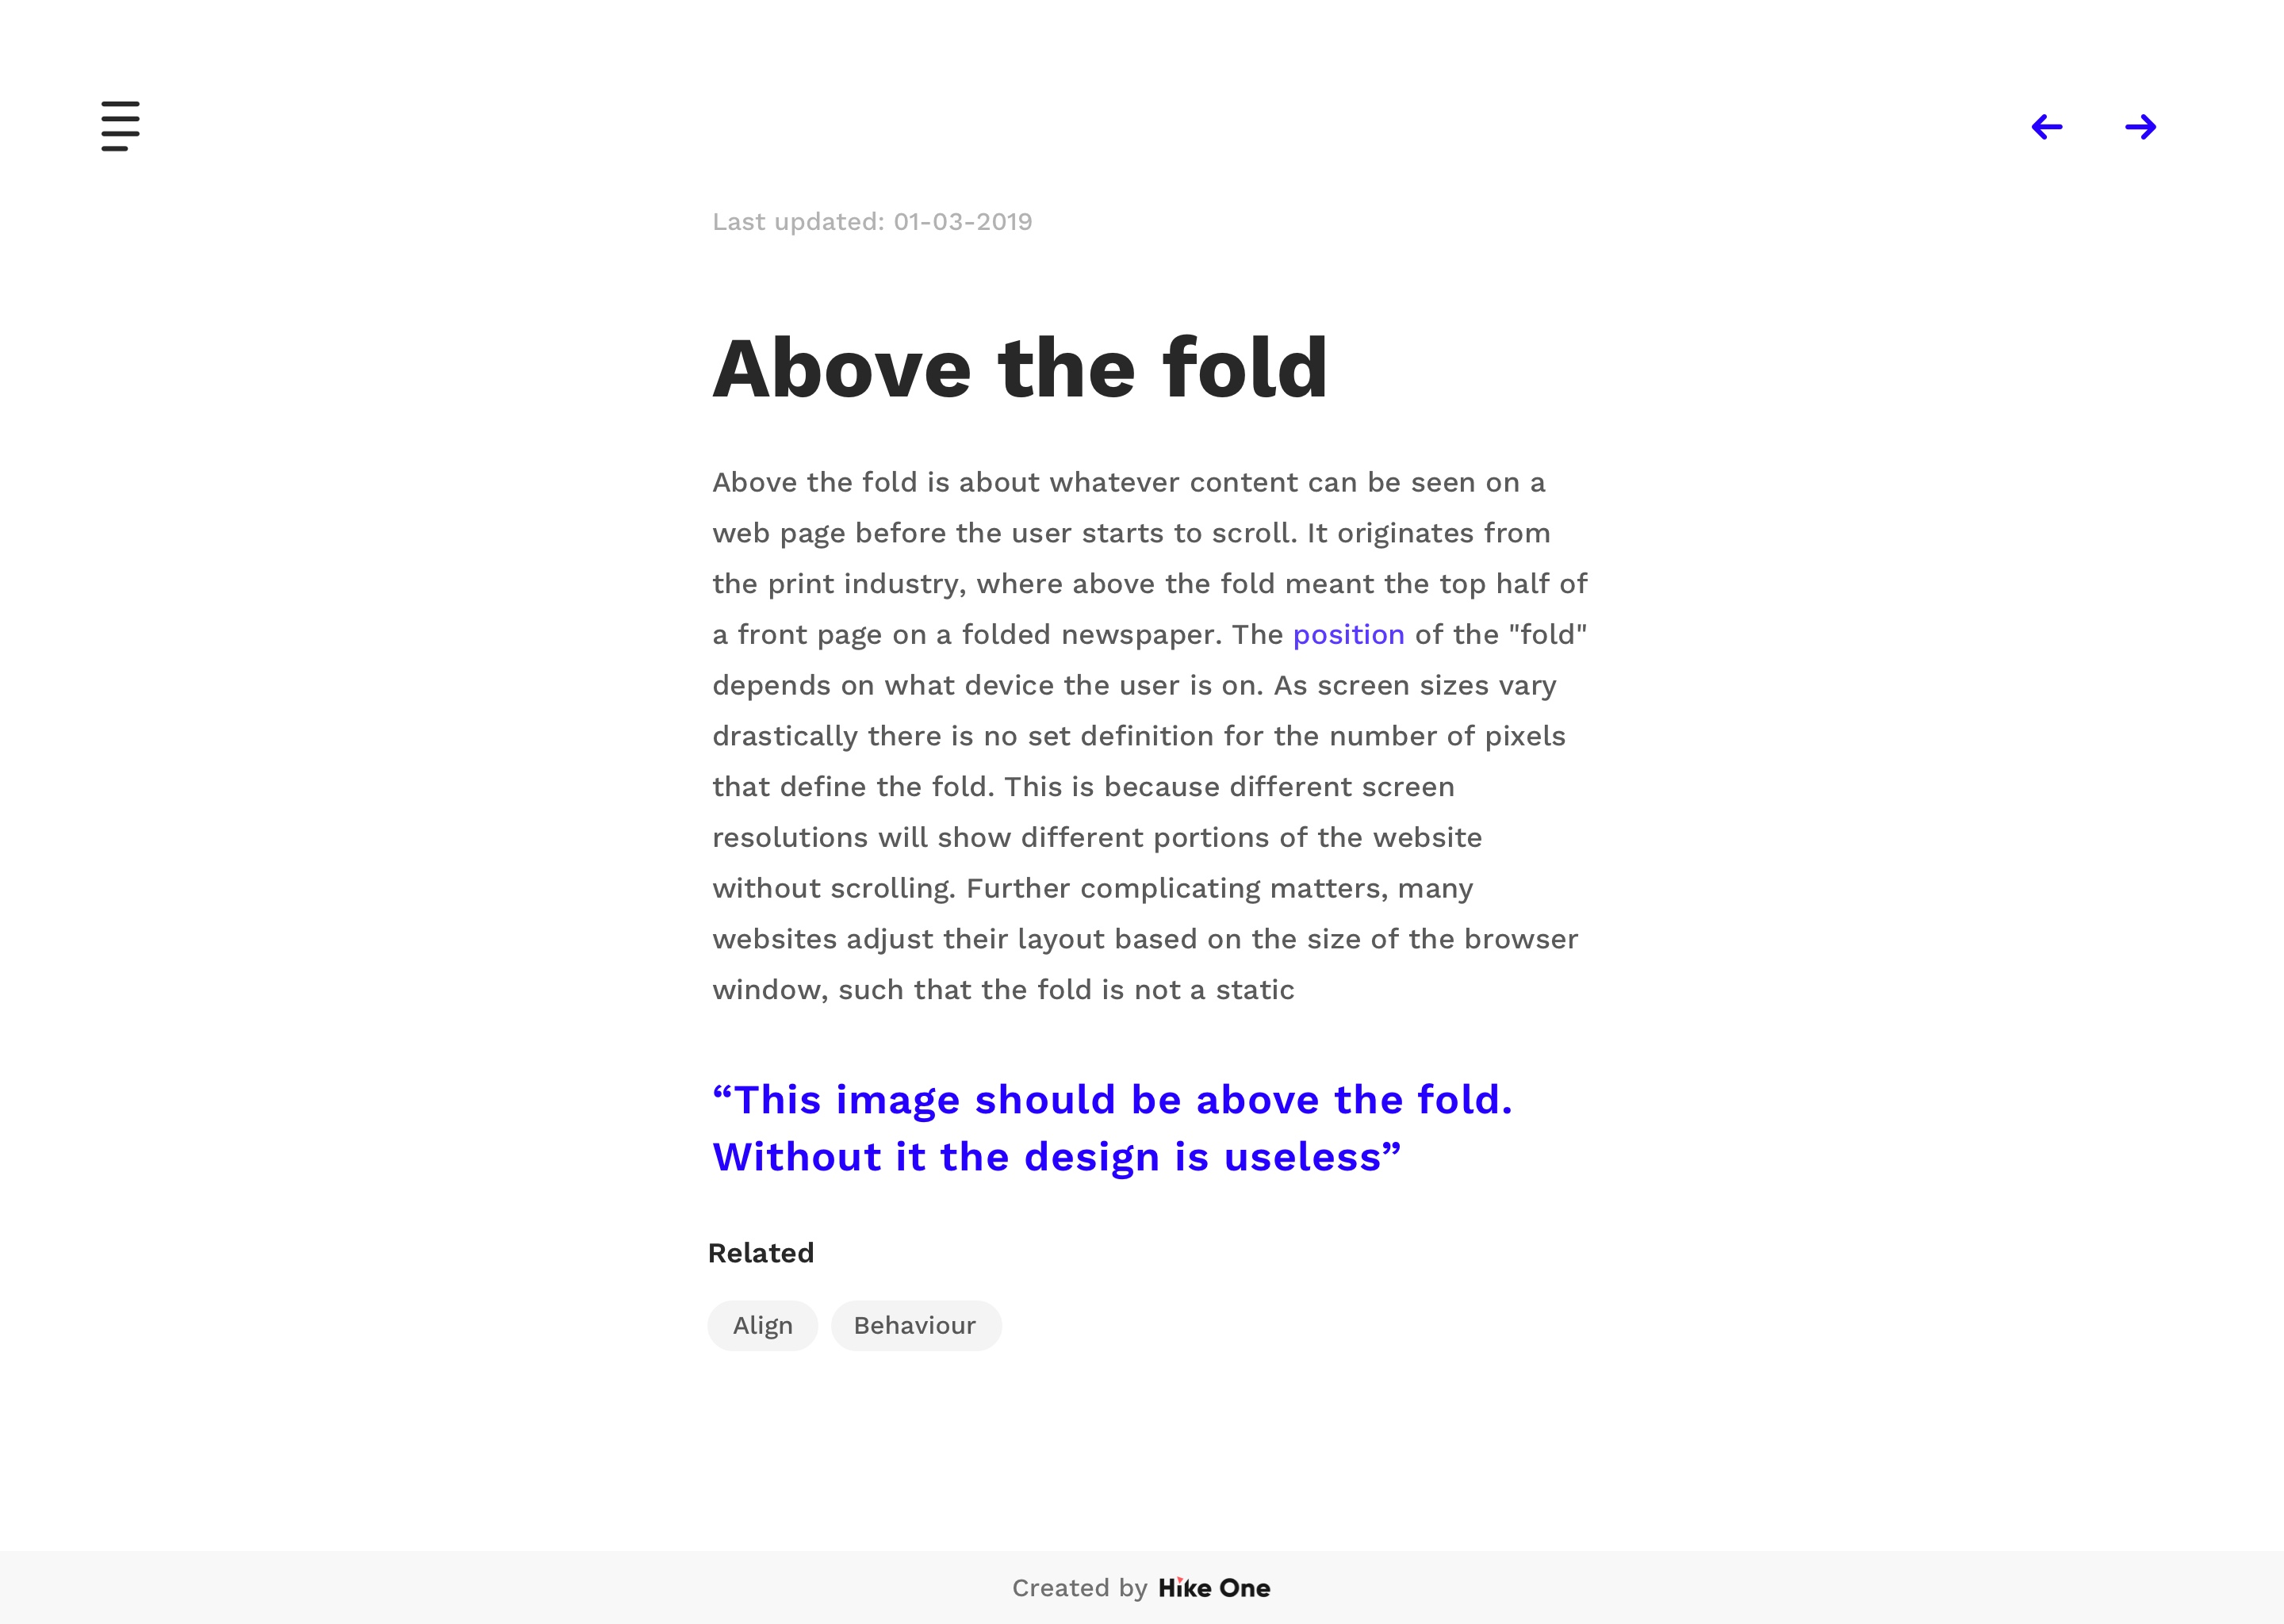 Last updated: 01-03-2019
Above the fold
Above the fold is about whatever content can be seen on a
web page before the user starts to scroll. It originates from
the print industry, where above the fold meant the top half of
a front page on a folded newspaper. The position of the "fold"
depends on what device the user is on. As screen sizes vary
drastically there is no set definition for the number of pixels
that define the fold. This is because different screen
resolutions will show different portions of the website
without scrolling. Further complicating matters, many
websites adjust their layout based on the size of the browser
window, such that the fold is not a static
“This image should be above the fold.
Without it the design is useless”
Related
Align Behaviour
Created by Hike One